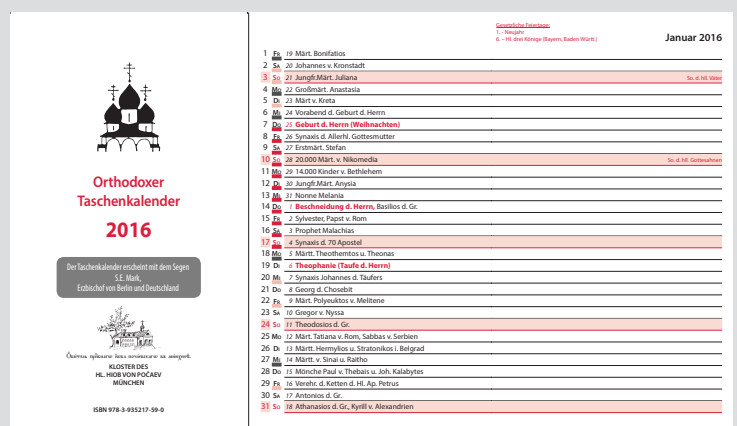 Orthodoxer
Taschenkalender
2016
Der Taschenkalender erscheint mit dem Segen
S.E. Mark,
Erzbischof von Berlin und Deutschland
KLOSTER DES
HL. HIOB VON POČAEV
MÜNCHEN
ISBN 978-3-935217-59-0
Gesetzliche Feiertage:
1. - Neujahr
6. – Hl. drei Könige (Bayern, Baden Württ.)
Januar 2016
1 Fr 19 Märt. Bonifatios
2 Sa 20 Johannes v. Kronstadt
3 So 21 Jungfr.Märt. Juliana So. d. hll. Väter
4 Mo 22 Großmärt. Anastasia
5 Di 23 Märt v. Kreta
6 Mi 24 Vorabend d. Geburt d. Herrn
7 Do 25 Geburt d. Herrn (Weihnachten)
8 Fr 26 Synaxis d. Allerhl. Gottesmutter
9 Sa 27 Erstmärt. Stefan
10 So 28 20.000 Märt. v. Nikomedia So. d. hll. Gottesahnen
11 Mo 29 14.000 Kinder v. Bethlehem
12 Di 30 Jungfr.Märt. Anysia
13 Mi 31 Nonne Melania
14 Do 1 Beschneidung d. Herrn, Basilios d. Gr.
15 Fr 2 Sylvester, Papst v. Rom
16 Sa 3 Prophet Malachias
17 So 4 Synaxis d. 70 Apostel
18 Mo 5 Märtt. Theothemtos u. Theonas
19 Di 6 Theophanie (Taufe d. Herrn)
20 Mi 7 Synaxis Johannes d. Täufers
21 Do 8 Georg d. Chosebit
22 Fr 9 Märt. Polyeuktos v. Melitene
23 Sa 10 Gregor v. Nyssa
24 So 11 Theodosios d. Gr.
25 Mo 12 Märt. Tatiana v. Rom, Sabbas v. Serbien
26 Di 13 Märtt. Hermylios u. Stratonikos i. Belgrad
27 Mi 14 Märtt. v. Sinai u. Raitho
28 Do 15 Mönche Paul v. Thebais u. Joh. Kalabytes
29 Fr 16 Verehr. d. Ketten d. Hl. Ap. Petrus
30 Sa 17 Antonios d. Gr.
31 So 18 Athanasios d. Gr., Kyrill v. Alexandrien